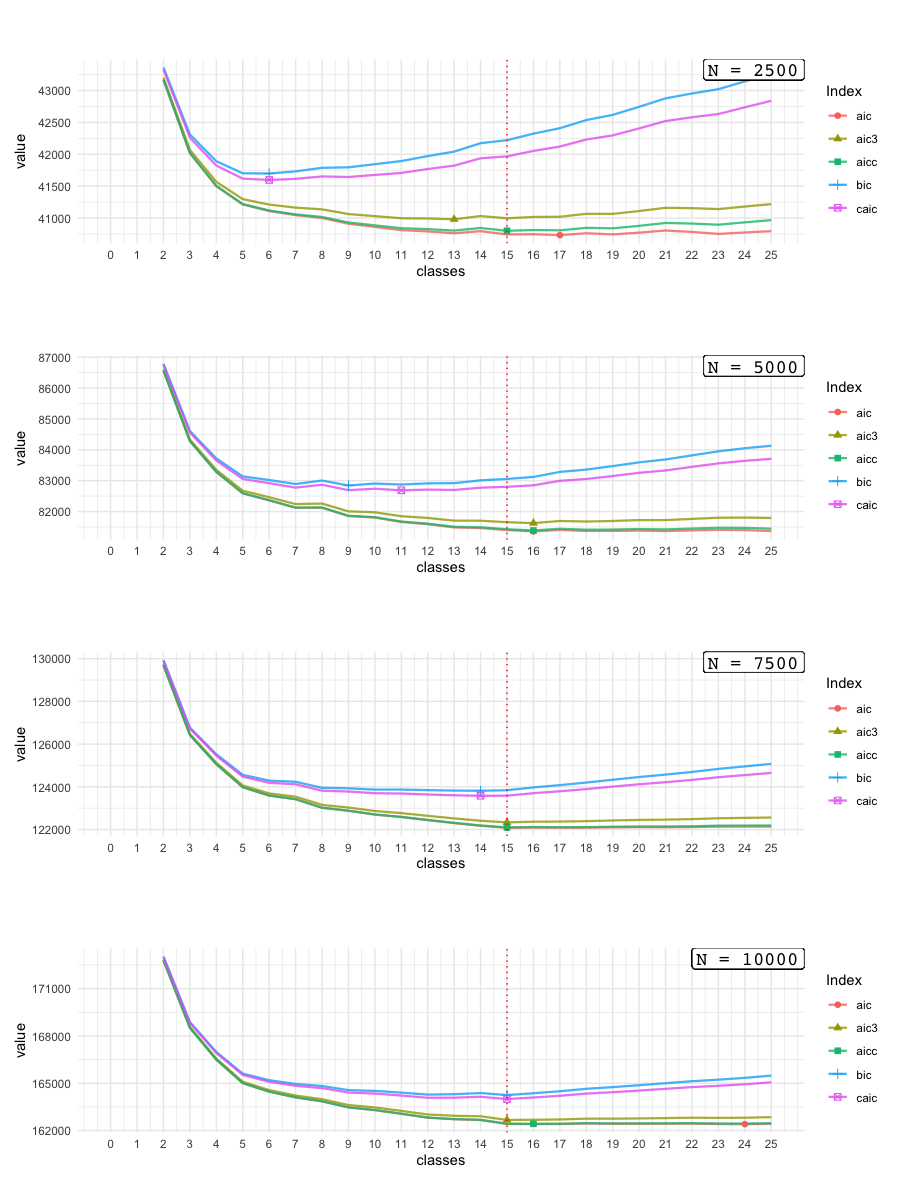 N = 2500
43000
42500
42000
41500
41000
value
0 1 2 3 4 5 6 7 8 9 10 11 12 13 14 15 16 17 18 19 20 21 22 23 24 25
classes
Index
aic
aic3
aicc
bic
caic
N = 5000
87000
86000
85000
84000
83000
82000
value
0 1 2 3 4 5 6 7 8 9 10 11 12 13 14 15 16 17 18 19 20 21 22 23 24 25
classes
Index
aic
aic3
aicc
bic
caic
N = 7500
130000
128000
126000
124000
122000
value
0 1 2 3 4 5 6 7 8 9 10 11 12 13 14 15 16 17 18 19 20 21 22 23 24 25
classes
Index
aic
aic3
aicc
bic
caic
N = 10000
171000
168000
165000
162000
value
0 1 2 3 4 5 6 7 8 9 10 11 12 13 14 15 16 17 18 19 20 21 22 23 24 25
classes
Index
aic
aic3
aicc
bic
caic